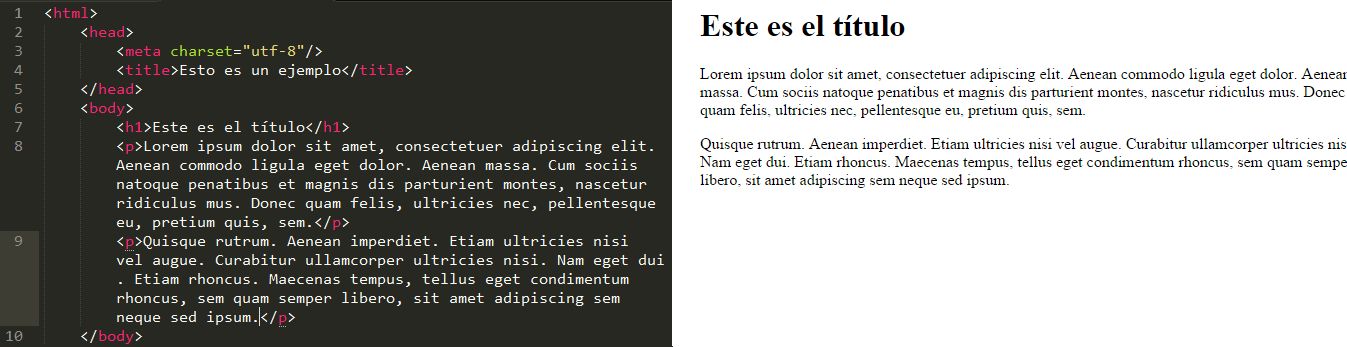 1 <html>
2 <head>
3 <meta charset="utf-8"/>
4 <title>Esto es un ejemplo</title>
5 </head>
6 <body>
7 <h1>Este es el título</h1>
8 <p>Lorem ipsum dolor sit amet, consectetuer adipiscing elit.
Aenean commodo ligula eget dolor. Aenean massa. Cum sociis
natoque penatibus et magnis dis parturient montes, nascetur
ridiculus mus. Donec quam felis, ultricies nec, pellentesque
eu, pretium quis, sem.</p>
9 <p>Quisque rutrum. Aenean imperdiet. Etiam ultricies nisi
vel augue. Curabitur ullamcorper ultricies nisi. Nam eget dui
. Etiam rhoncus. Maecenas tempus, tellus eget condimentum
rhoncus, sem quam semper libero, sit amet adipiscing sem
neque sed ipsum.</p>
10 </body>
Este es el título
Lorem ipsum dolor sit amet, consectetuer adipiscing elit. Aenean commodo ligula eget dolor. Aenean
massa. Cum sociis natoque penatibus et magnis dis parturient montes, nascetur ridiculus mus. Donec
quam felis, ultricies nec, pellentesque eu, pretium quis, sem.
Quisque rutrum. Aenean imperdiet. Etiam ultricies nisi vel augue. Curabitur ullamcorper ultricies nis
Nam eget dui. Etiam rhoncus. Maecenas tempus, tellus eget condimentum rhoncus, sem quam sempe
libero, sit amet adipiscing sem neque sed ipsum.